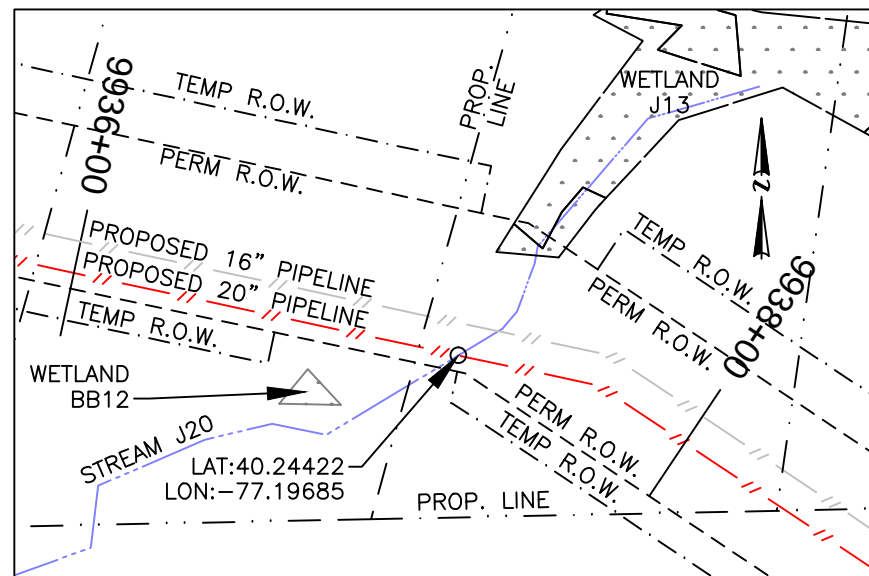 9936+00
TEMP R.O.W.
PERM R.O.W.
PROP.
LINE
WETLAND
J13
N
PROPOSED 16" PIPELINE
PROPOSED 20" PIPELINE
TEMP R.O.W.
TEMP R.O.W.
PERM R.O.W.
9938+00
WETLAND
BB12
STREAM J20
LAT:40.24422
LON:-77.19685
PERM R.O.W.
TEMP R.O.W.
PROP. LINE